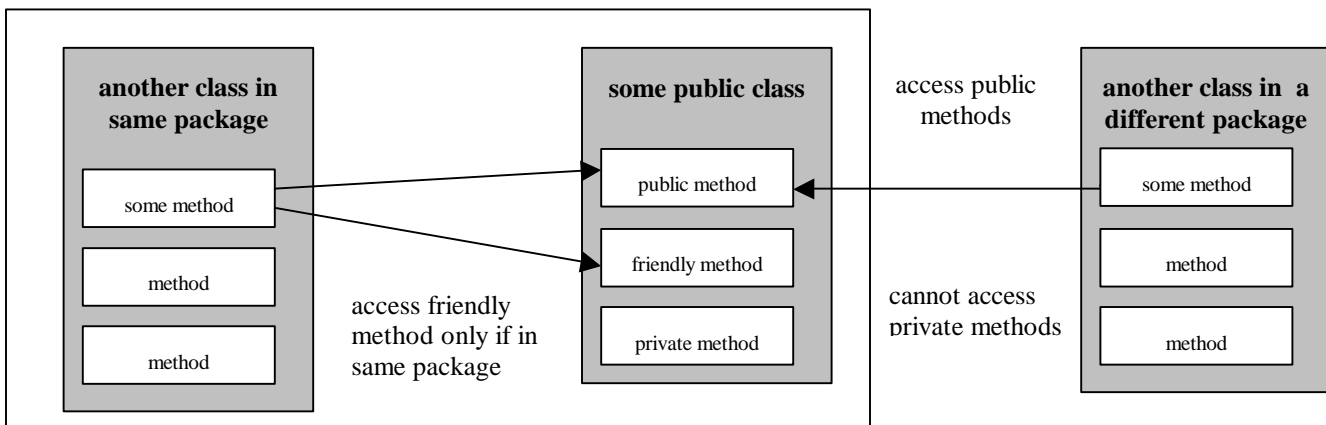 another class in
same package
some method
method
method
access friendly
method only if in
same package
some public class
public method
friendly method
private method
access public
methods
cannot access
private methods
another class in a
different package
some method
method
method